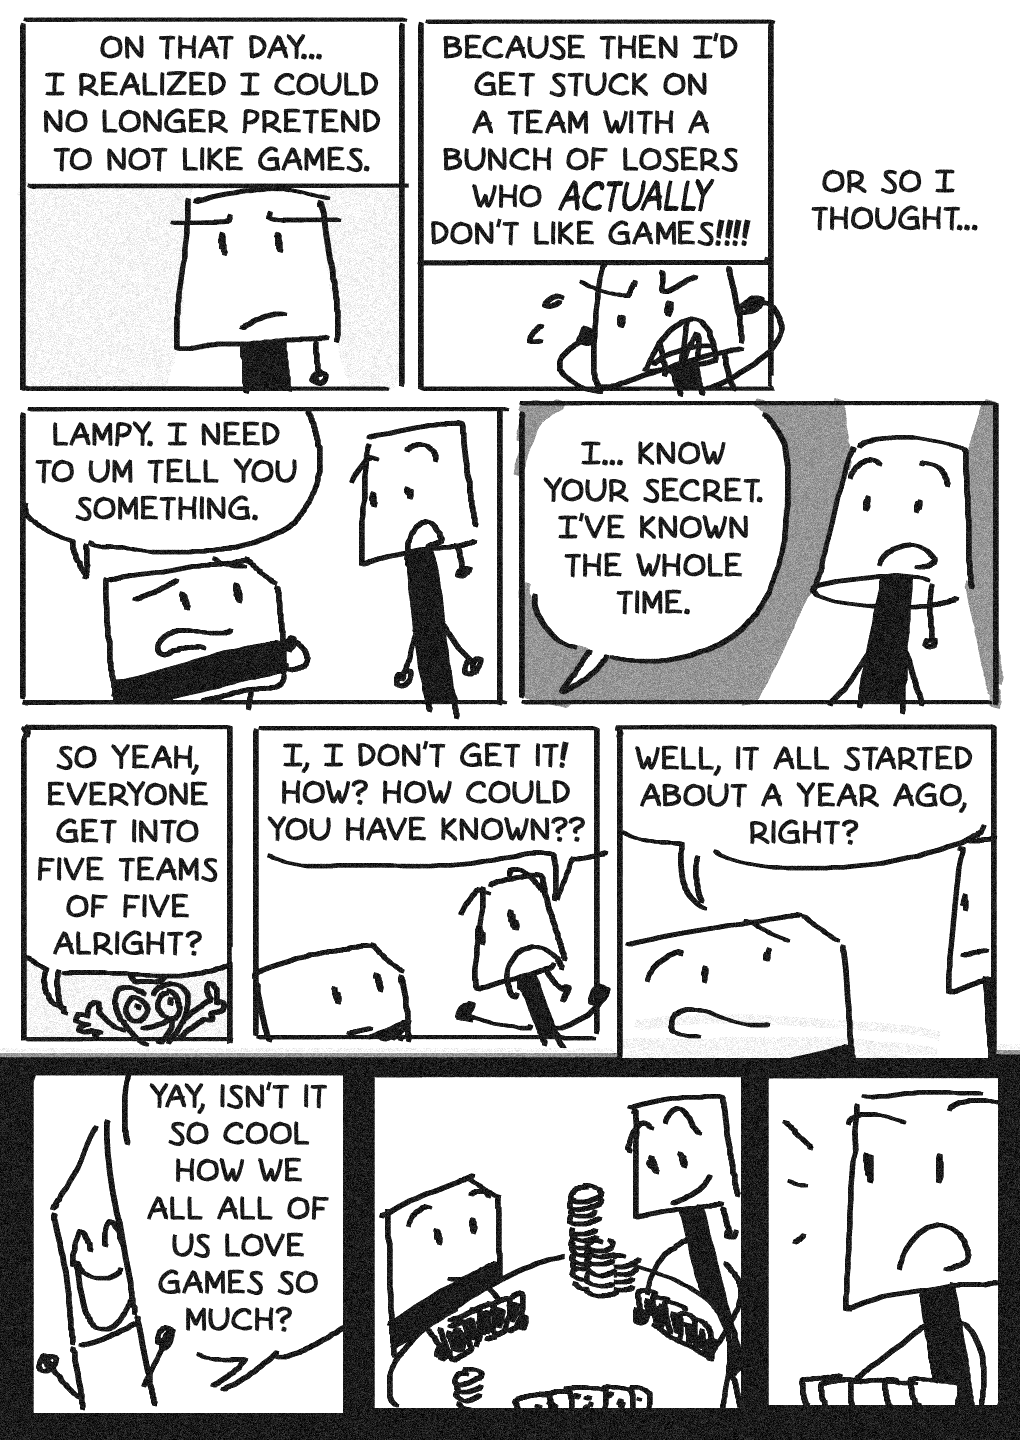 ON THAT DAY...
I REALIZED I COULD
NO LONGER PRETEND
TO NOT LIKE GAMES.
BECAUSE THEN I'D
GET STUCK ON
A TEAM WITH A
BUNCH OF LOSERS
WHO ACTUALLY
DON'T LIKE GAMES!!!!
OR SO I
THOUGHT...
LAMPY. I NEED
TO UM TELL YOU
SOMETHING.
I... KNOW
YOUR SECRET.
I'VE KNOWN
THE WHOLE
TIME.
SO YEAH,
EVERYONE
GET INTO
FIVE TEAMS
OF FIVE
ALRIGHT?
I, I DON'T GET IT!
HOW? HOW COULD
YOU HAVE KNOWN??
WELL, IT ALL STARTED
ABOUT A YEAR AGO,
RIGHT?
YAY, ISN'T IT
SO COOL
HOW WE
ALL ALL OF
US LOVE
GAMES SO
MUCH?